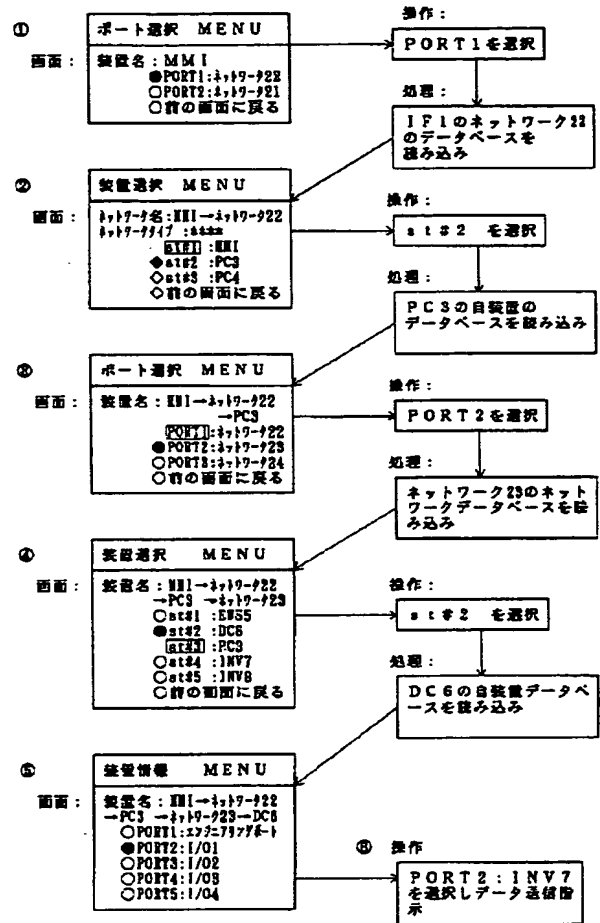 ①
ポート選択 MENU
画面：
装置名：MMI
●PORT1:ネットワーク22
○PORT2:ネットワーク21
○前の画面に戻る
操作：
PORT1を選択
処理：
IF1のネットワーク22
のデータベースを
読み込み
②
装置選択 MENU
画面：
ネットワーク名：MMI→ネットワーク22
ネットワークタイプ：****
st#1：MMI
◆st#2：PC3
◇st#3：PC4
◇前の画面に戻る
操作：
st#2 を選択
処理：
PC3の自装置の
データベースを読み込み
③
ポート選択 MENU
画面：
装置名：MMI→ネットワーク22
→PC3
PORT1:ネットワーク22
●PORT2:ネットワーク23
○PORT3:ネットワーク24
○前の画面に戻る
操作：
PORT2を選択
処理：
ネットワーク23のネット
ワークデータベースを読
み込み
④
装置選択 MENU
画面：
装置名：MMI→ネットワーク22
→PC3 →ネットワーク23
○st#1：EWS5
●st#2：DC6
st#3：PC3
○st#4：INV7
○st#5：INV8
○前の画面に戻る
操作：
st#2 を選択
処理：
DC6の自装置データベ
ースを読み込み
⑤
装置情報 MENU
画面：
装置名：MMI→ネットワーク22
→PC3 →ネットワーク23→DC6
○PORT1:エンジニアリングポート
●PORT2:I/O1
○PORT3:I/O2
○PORT4:I/O3
○PORT5:I/O4
⑥ 操作
PORT2：INV7
を選択しデータ送信指
示